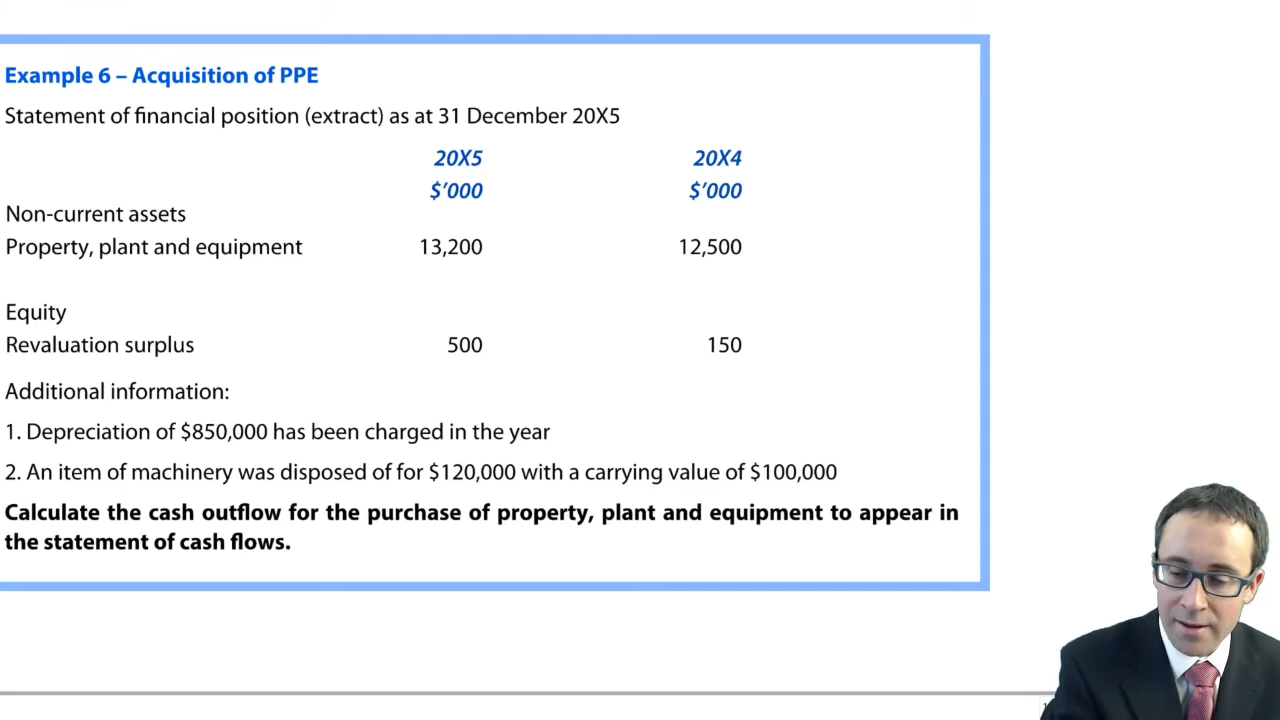 Example 6 – Acquisition of PPE
Statement of financial position (extract) as at 31 December 20X5
20X5 20X4
$’000 $’000
Non-current assets
Property, plant and equipment 13,200 12,500
Equity
Revaluation surplus 500 150
Additional information:
1. Depreciation of $850,000 has been charged in the year
2. An item of machinery was disposed of for $120,000 with a carrying value of $100,000
Calculate the cash outflow for the purchase of property, plant and equipment to appear in
the statement of cash flows.